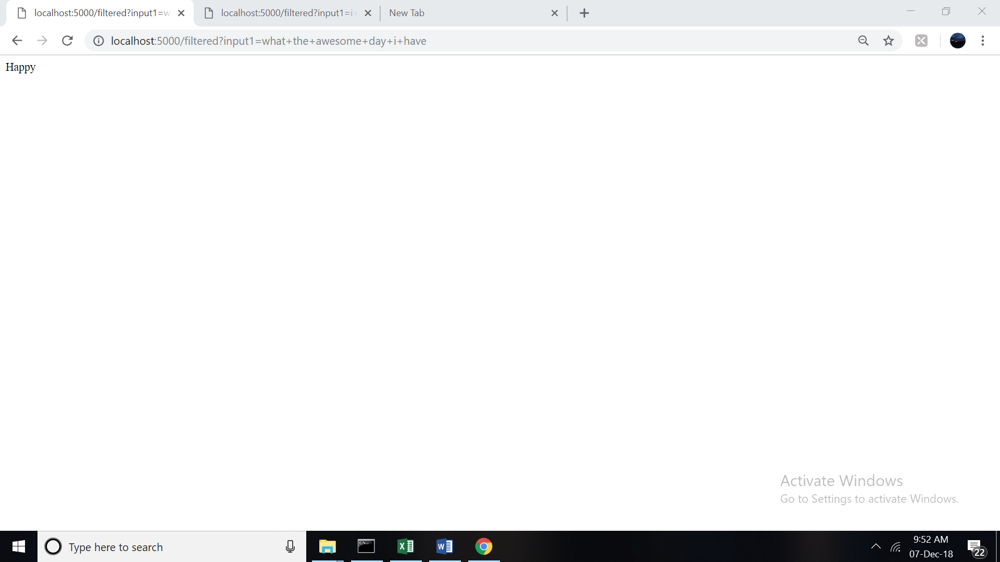 localhost:5000/filtered?input1=w
localhost:5000/filtered?input1=i+
New Tab
localhost:5000/filtered?input1=what+the+awesome+day+i+have
Happy
Activate Windows
Go to Settings to activate Windows.
Type here to search
9:52 AM
07-Dec-18
22